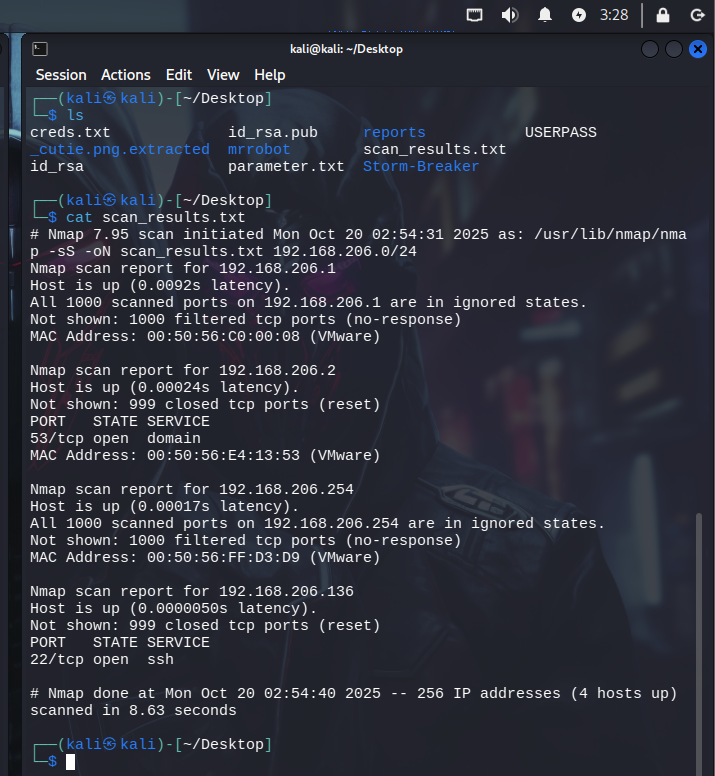 3:28
kali@kali: ~/Desktop
Session Actions Edit View Help
┌──(kali㉿kali)-[~/Desktop]
└─$ ls
creds.txt id_rsa.pub reports USERPASS
_cutie.png.extracted mrrobot scan_results.txt
id_rsa parameter.txt Storm-Breaker
┌──(kali㉿kali)-[~/Desktop]
└─$ cat scan_results.txt
# Nmap 7.95 scan initiated Mon Oct 20 02:54:31 2025 as: /usr/lib/nmap/nma
p -sS -oN scan_results.txt 192.168.206.0/24
Nmap scan report for 192.168.206.1
Host is up (0.0092s latency).
All 1000 scanned ports on 192.168.206.1 are in ignored states.
Not shown: 1000 filtered tcp ports (no-response)
MAC Address: 00:50:56:C0:00:08 (VMware)
Nmap scan report for 192.168.206.2
Host is up (0.00024s latency).
Not shown: 999 closed tcp ports (reset)
PORT STATE SERVICE
53/tcp open domain
MAC Address: 00:50:56:E4:13:53 (VMware)
Nmap scan report for 192.168.206.254
Host is up (0.00017s latency).
All 1000 scanned ports on 192.168.206.254 are in ignored states.
Not shown: 1000 filtered tcp ports (no-response)
MAC Address: 00:50:56:FF:D3:D9 (VMware)
Nmap scan report for 192.168.206.136
Host is up (0.0000050s latency).
Not shown: 999 closed tcp ports (reset)
PORT STATE SERVICE
22/tcp open ssh
# Nmap done at Mon Oct 20 02:54:40 2025 -- 256 IP addresses (4 hosts up)
scanned in 8.63 seconds
┌──(kali㉿kali)-[~/Desktop]
└─$